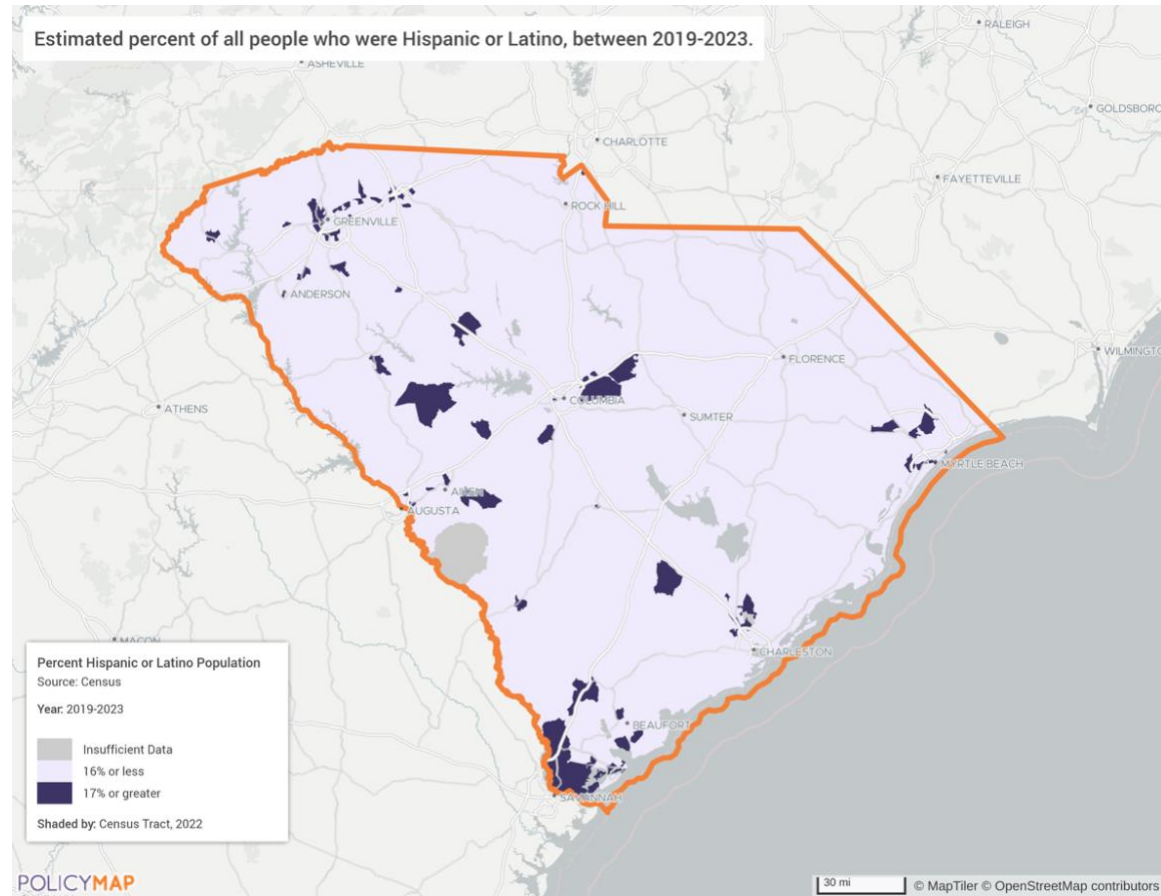 Estimated percent of all people who were Hispanic or Latino, between 2019-2023.
RALEIGH
ASHEVILLE
GOLDSBORO
CHARLOTTE
FAYETTEVILLE
ROCK HILL
GREENVILLE
ANDERSON
WILMINGTO
FLORENCE
COLUMBIA
ATHENS
SUMTER
MYRTLE BEACH
AIKEN
AUGUSTA
MACON
CHARLESTON
BEAUFORT
SAVANNAH
Percent Hispanic or Latino Population
Source: Census
Year: 2019-2023
Insufficient Data
16% or less
17% or greater
Shaded by: Census Tract, 2022
POLICYMAP
30 mi
© MapTiler © OpenStreetMap contributors